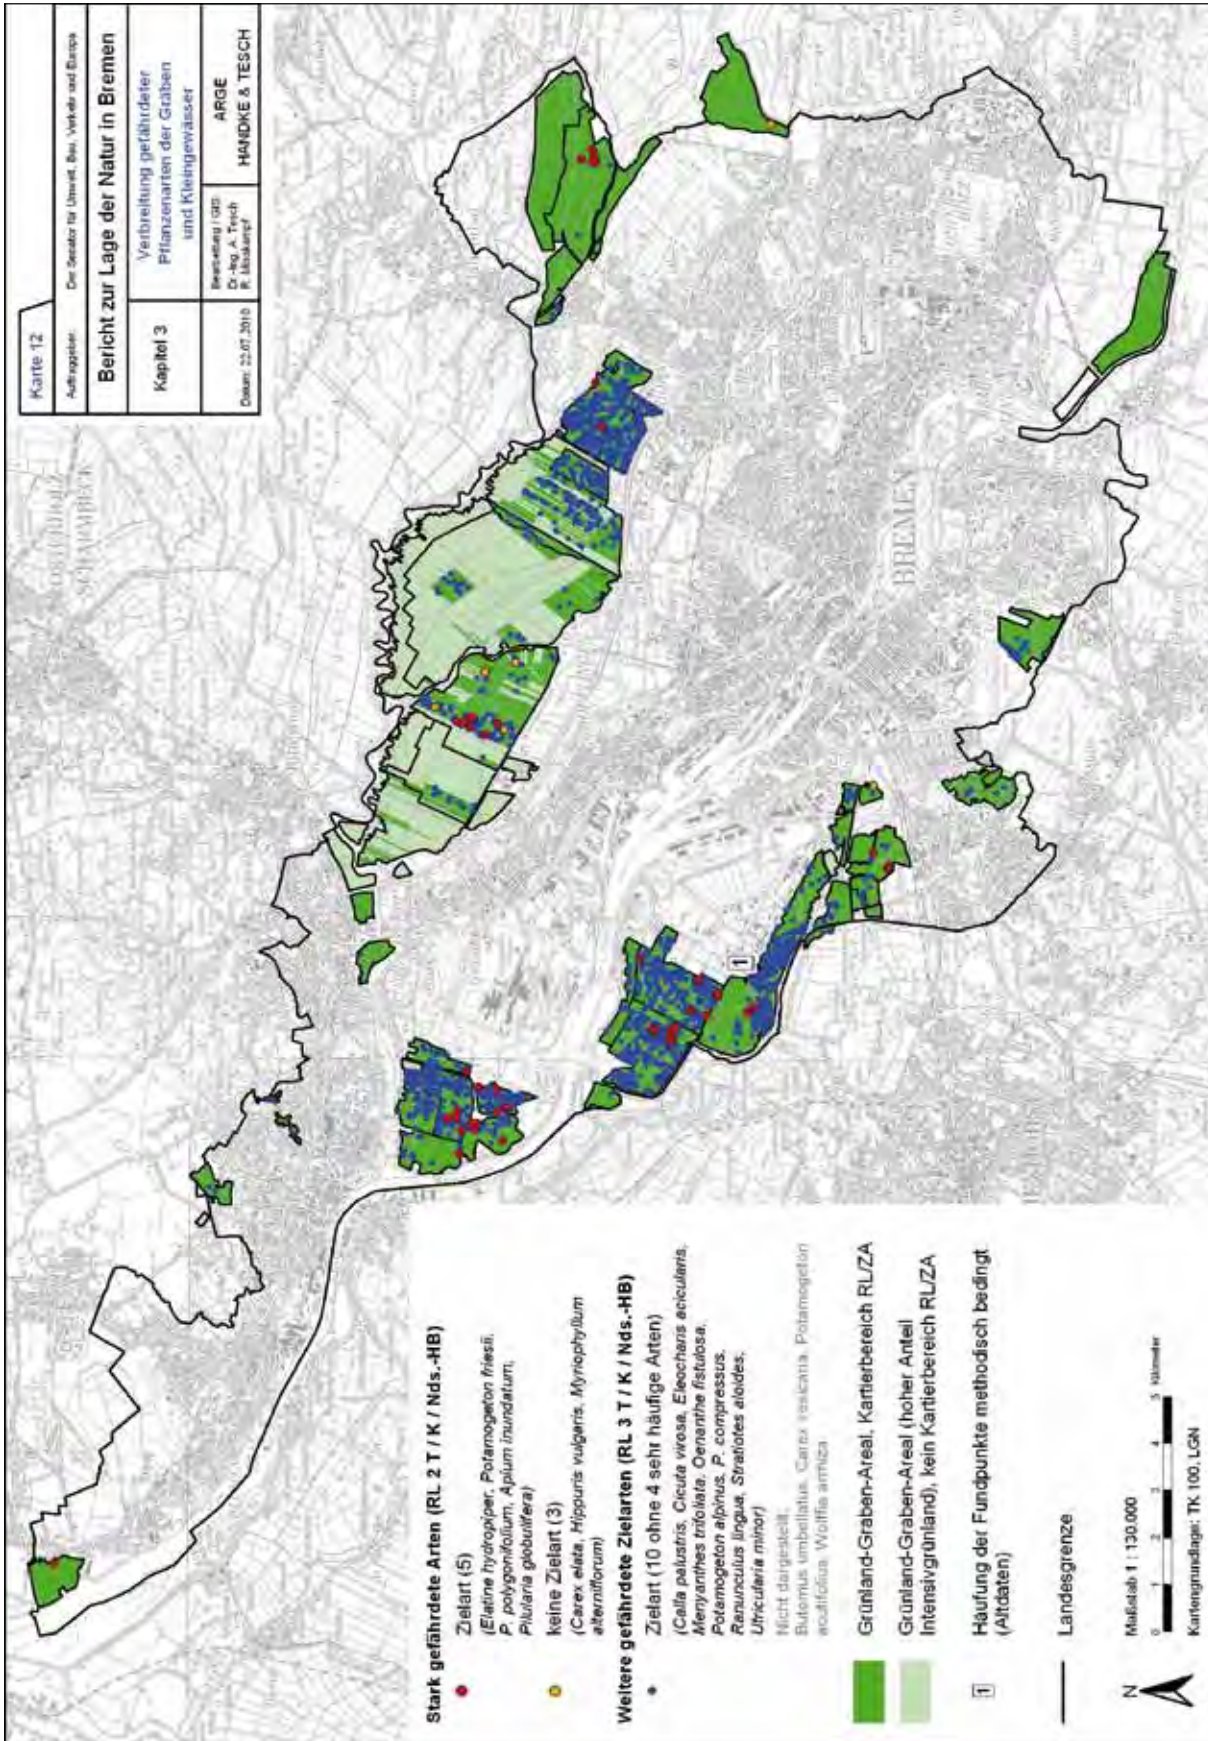 Karte 12
Auftraggeber: Der Senator für Umwelt, Bau, Verkehr und Europa
Bericht zur Lage der Natur in Bremen
Kapitel 3
Verbreitung gefährdeter
Pflanzenarten der Gräben
und Kleingewässer
Datum: 22.07.2010
Bearbeitung / GIS:
Dr.-Ing. A. Tesch
ARGE
HANDKE & TESCH
BREMEN
1
Stark gefährdete Arten (RL 2 T / K / Nds.-HB)
Zielart (5)
(Elatine hydropiper, Potamogeton friesii,
P. polygonifolium, Apium inundatum,
Pilularia globulifera)
keine Zielart (3)
(Carex elata, Hippuris vulgaris, Myriophyllum
alterniflorum)
Weitere gefährdete Zielarten (RL 3 T / K / Nds.-HB)
Zielart (10 ohne 4 sehr häufige Arten)
(Calla palustris, Cicuta virosa, Eleocharis acicularis,
Menyanthes trifoliata, Oenanthe fistulosa,
Potamogeton alpinus, P. compressus,
Ranunculus lingua, Stratiotes aloides,
Utricularia minor)
Nicht dargestellt:
Butomus umbellatus, Carex vesicaria, Potamogeton
acutifolius, Wolffia arrhiza
Grünland-Graben-Areal, Kartierbereich RL/ZA
Grünland-Graben-Areal (hoher Anteil
Intensivgrünland), kein Kartierbereich RL/ZA
1
Häufung der Fundpunkte methodisch bedingt
(Altdaten)
Landesgrenze
N
Maßstab 1 : 130.000
0 1 2 3 4 5 Kilometer
Kartengrundlage: TK 100, LGN